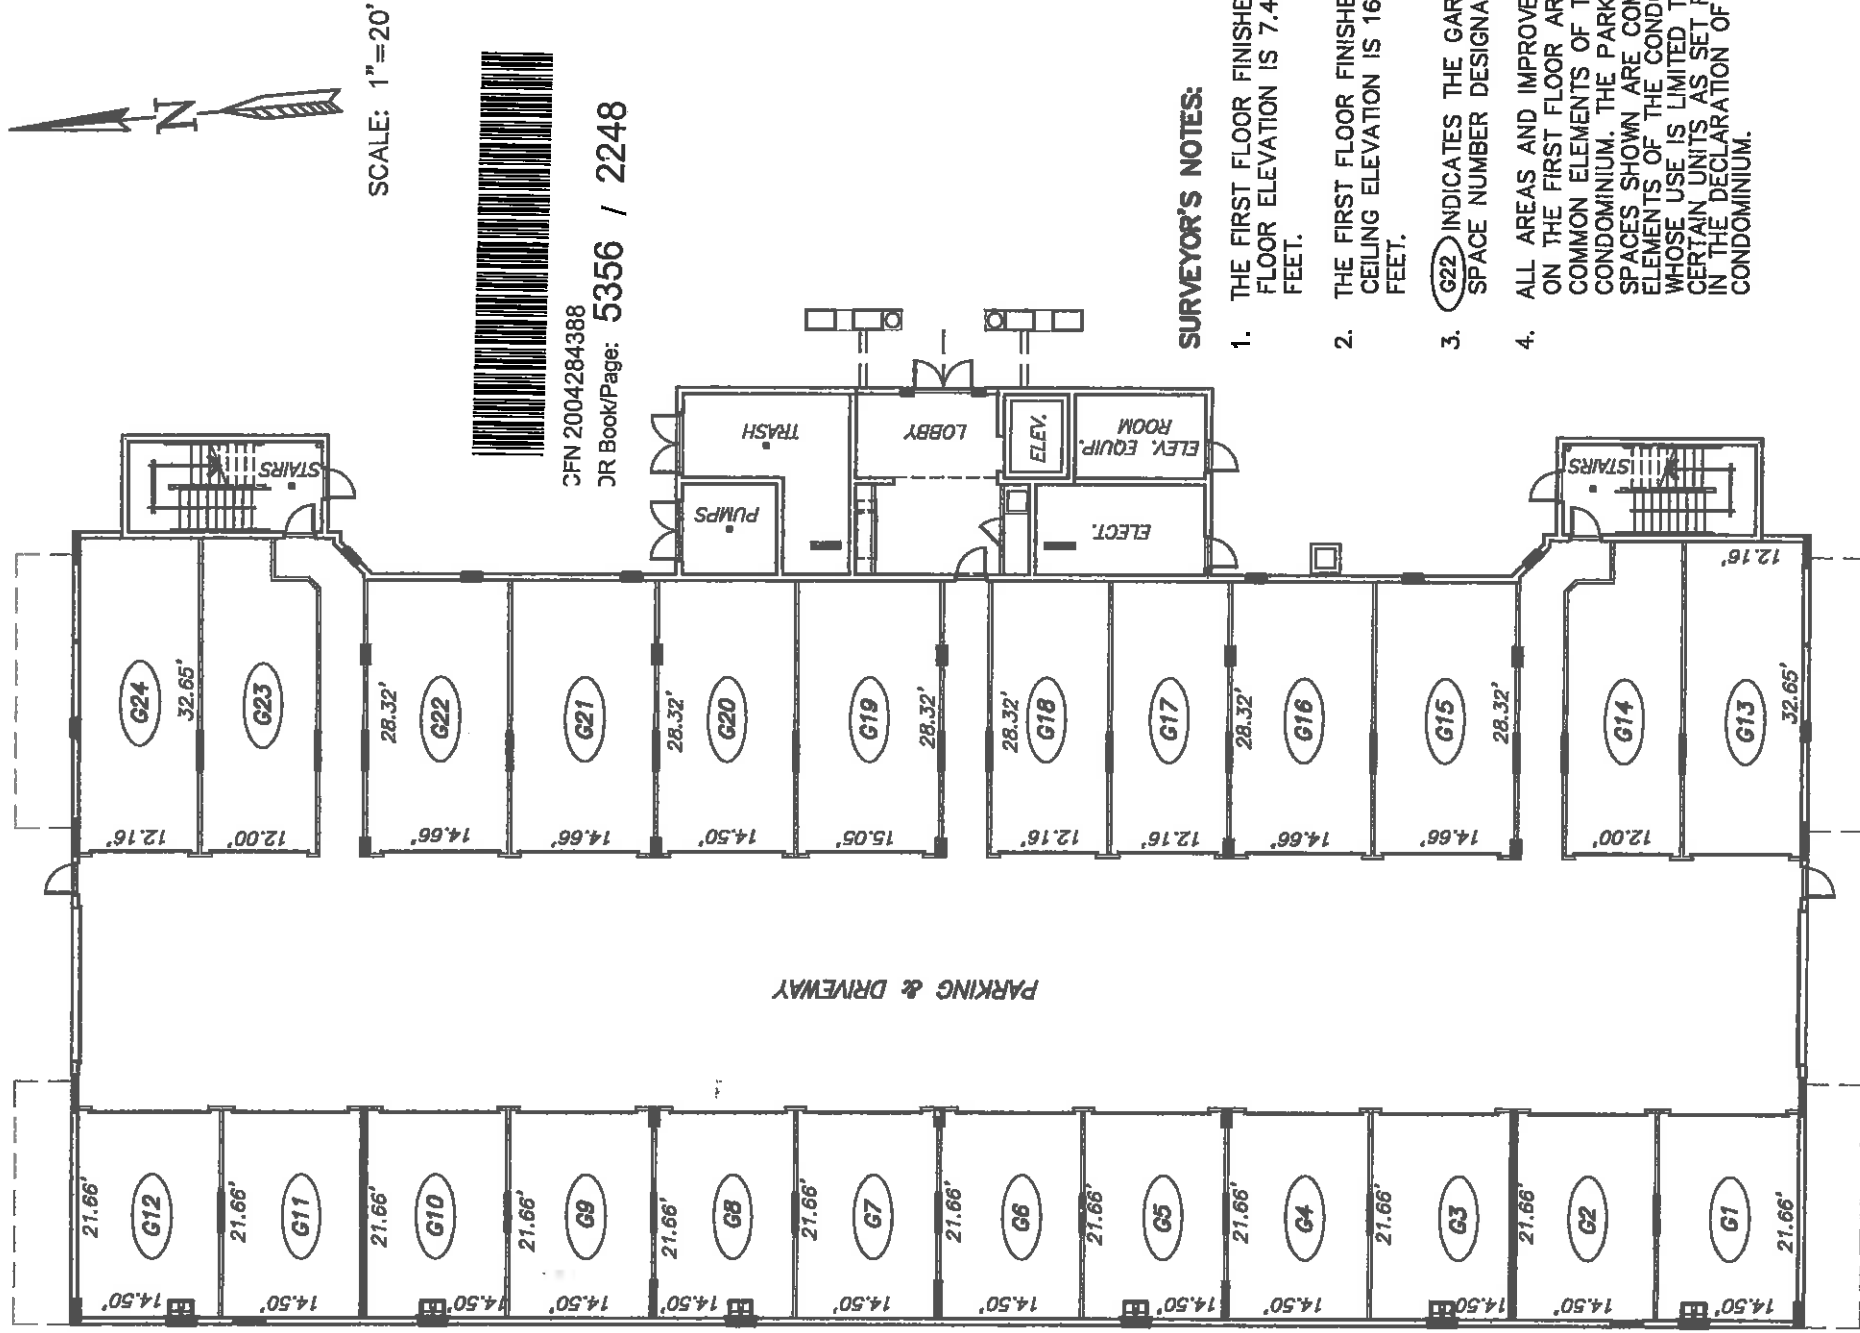 SCALE: 1"=20'
CFN 2004284388
OR Book/Page: 5356 / 2248
SURVEYOR'S NOTES:
1. THE FIRST FLOOR FINISHE
FLOOR ELEVATION IS 7.4
FEET.
2. THE FIRST FLOOR FINISHE
CEILING ELEVATION IS 16
FEET.
3. G22 INDICATES THE GAR
SPACE NUMBER DESIGNA
4. ALL AREAS AND IMPROVE
ON THE FIRST FLOOR AR
COMMON ELEMENTS OF T
CONDOMINIUM. THE PARK
SPACES SHOWN ARE COM
ELEMENTS OF THE COND
WHOSE USE IS LIMITED T
CERTAIN UNITS AS SET F
IN THE DECLARATION OF
CONDOMINIUM.
N
STAIRS
TRASH
LOBBY
ELEV.
ELEV. EQUIP.
ROOM
PUMPS
ELECT.
STAIRS
12.16'
G24
32.65'
G23
28.32'
G22
G21
28.32'
G20
G19
28.32'
28.32'
G18
G17
28.32'
G16
G15
28.32'
G14
G13
32.65'
12.16'
12.00'
14.66'
14.66'
14.50'
15.05'
12.16'
12.16'
14.66'
14.66'
12.00'
PARKING & DRIVEWAY
21.66'
G12
21.66'
G11
21.66'
G10
21.66'
G9
21.66'
G8
21.66'
G7
21.66'
G6
21.66'
G5
21.66'
G4
21.66'
G3
21.66'
G2
G1
21.66'
14.50'
14.50'
14.50'
14.50'
14.50'
14.50'
14.50'
14.50'
14.50'
14.50'
14.50'
14.50'